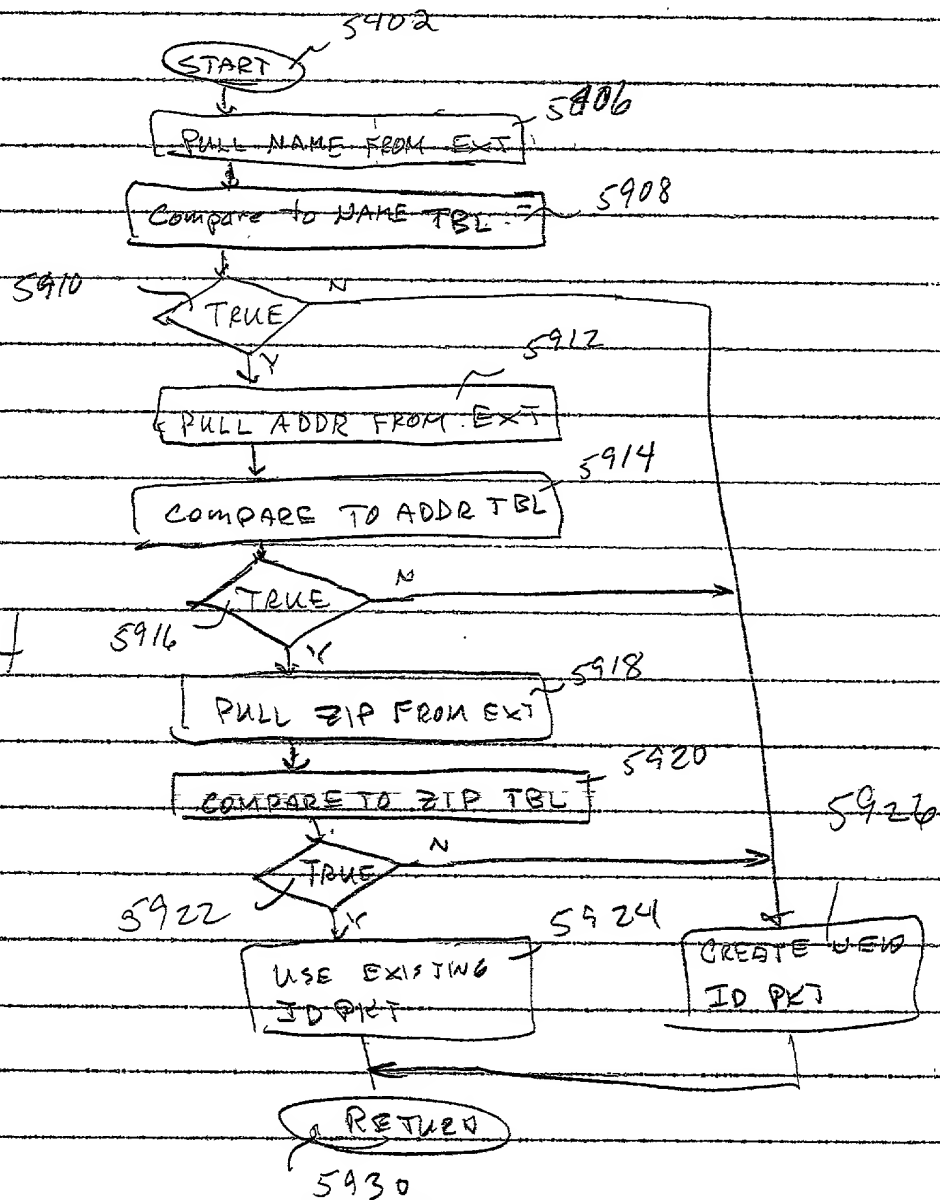 5902
START
5906
PULL NAME FROM EXT
Compare to NAME TBL
5908
5910
TRUE
N
Y
5912
PULL ADDR FROM EXT
5914
COMPARE TO ADDR TBL
TRUE
N
5916
Y
5918
PULL ZIP FROM EXT
5920
COMPARE TO ZIP TBL
5926
TRUE
N
5922
Y
5924
USE EXISTING
ID PKT
CREATE NEW
ID PKT
RETURN
5930